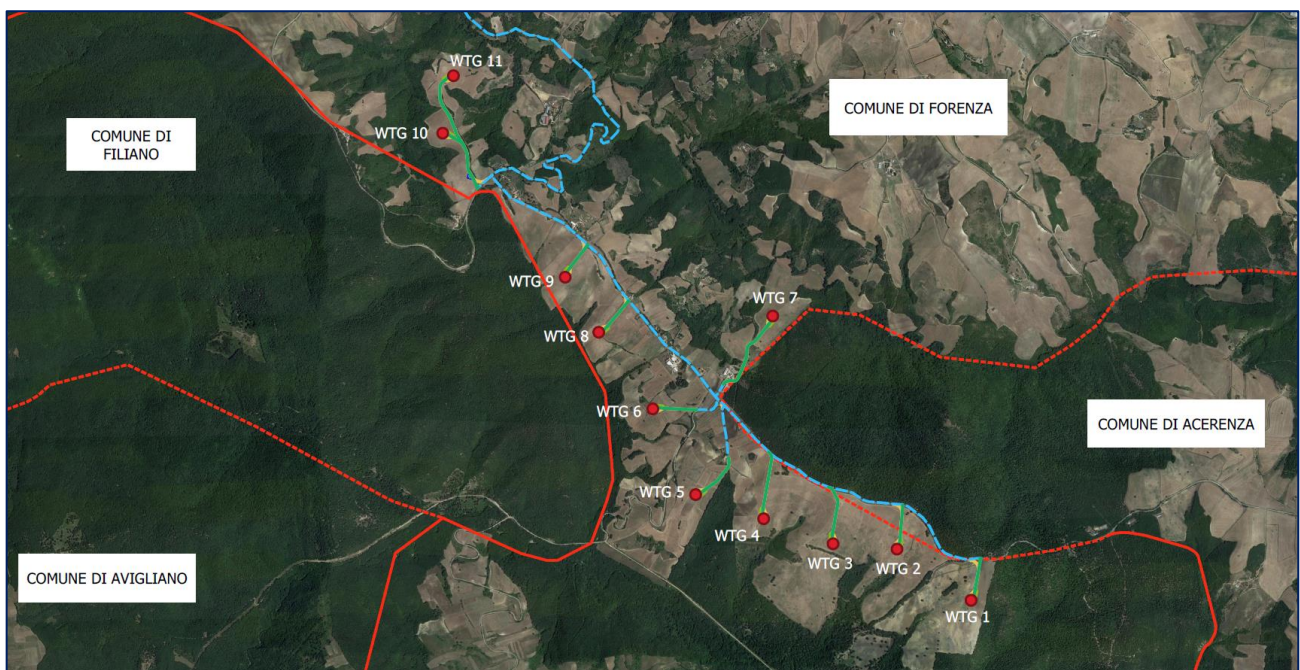 WTG 11
COMUNE DI FORENZA
WTG 10
COMUNE DI
FILIANO
WTG 9
WTG 7
WTG 8
WTG 6
COMUNE DI ACERENZA
WTG 5
WTG 4
WTG 3
WTG 2
COMUNE DI AVIGLIANO
WTG 1